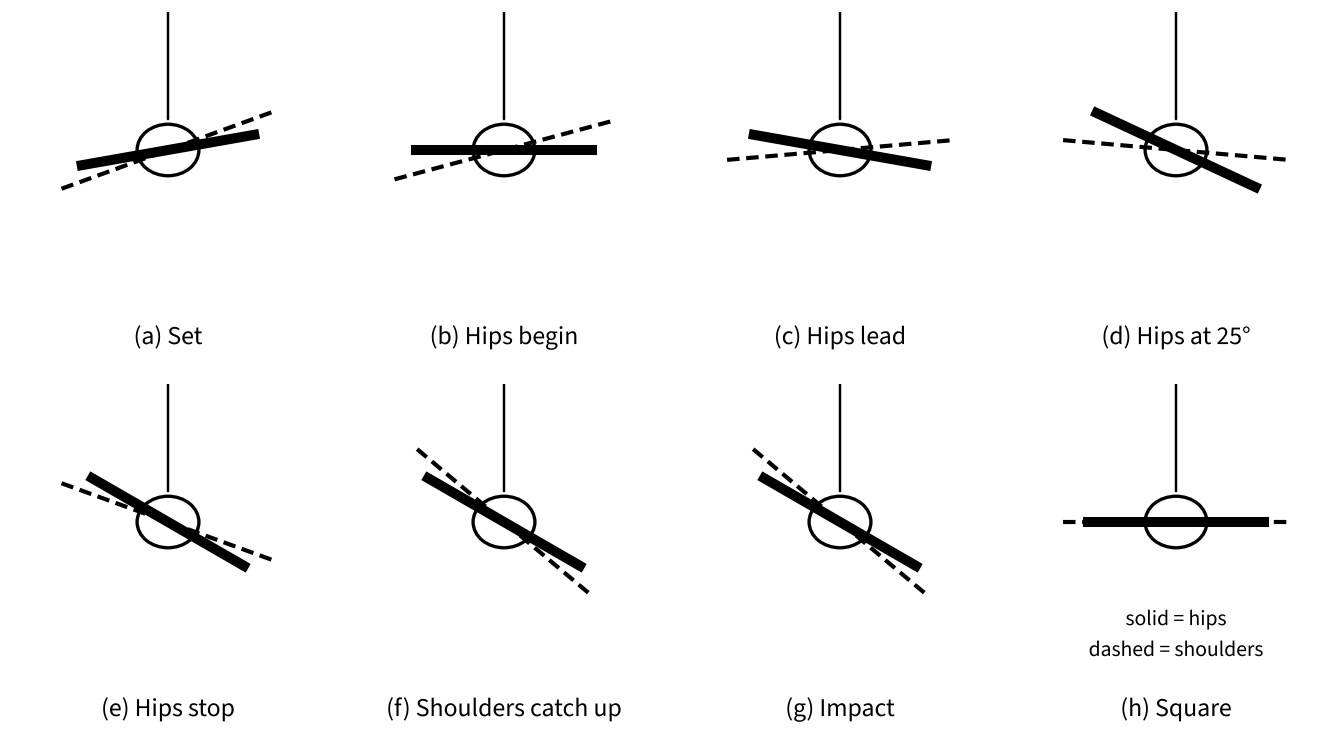 (a) Set
(b) Hips begin
(c) Hips lead
(d) Hips at 25°
solid = hips
dashed = shoulders
(e) Hips stop
(f) Shoulders catch up
(g) Impact
(h) Square